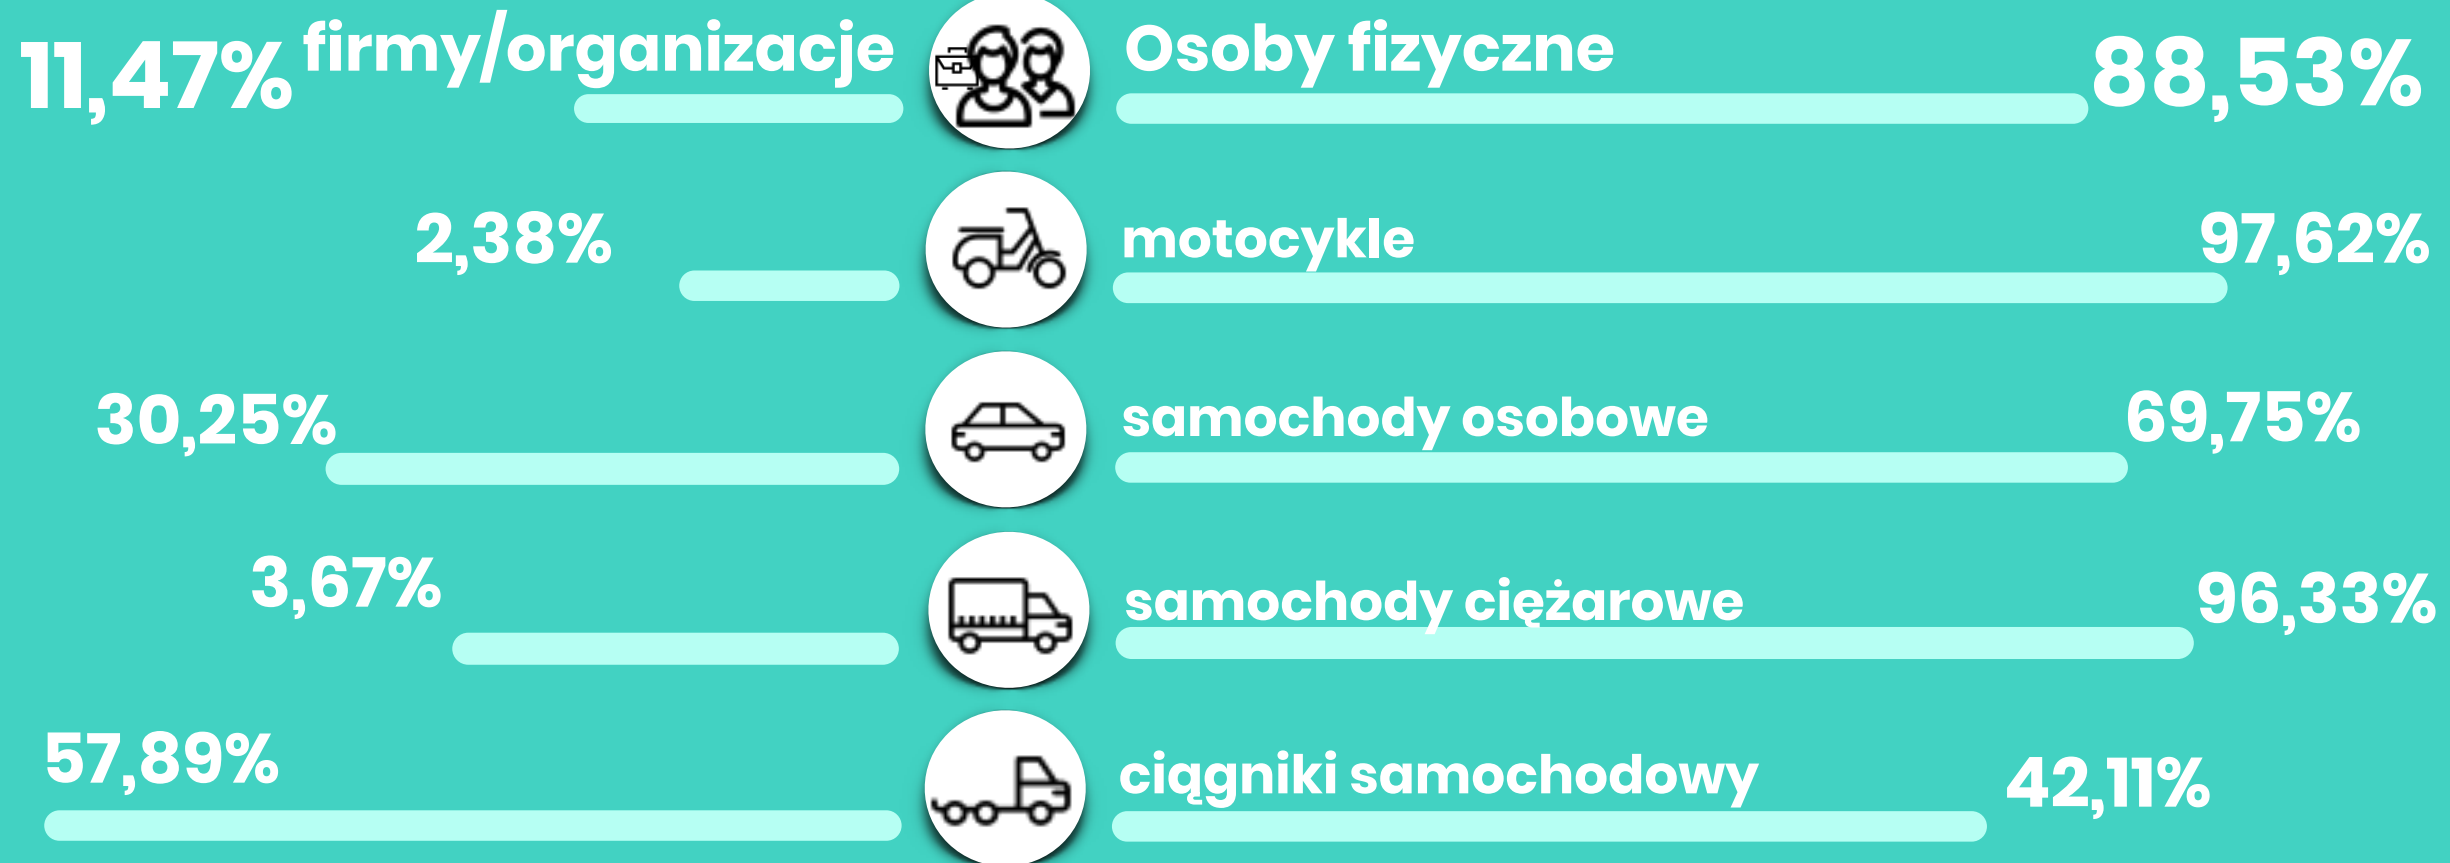 11,47% firmy/organizacje Osoby fizyczne 88,53%
2,38% motocykle 97,62%
30,25% samochody osobowe 69,75%
3,67% samochody ciężarowe 96,33%
57,89% ciągniki samochodowy 42,11%